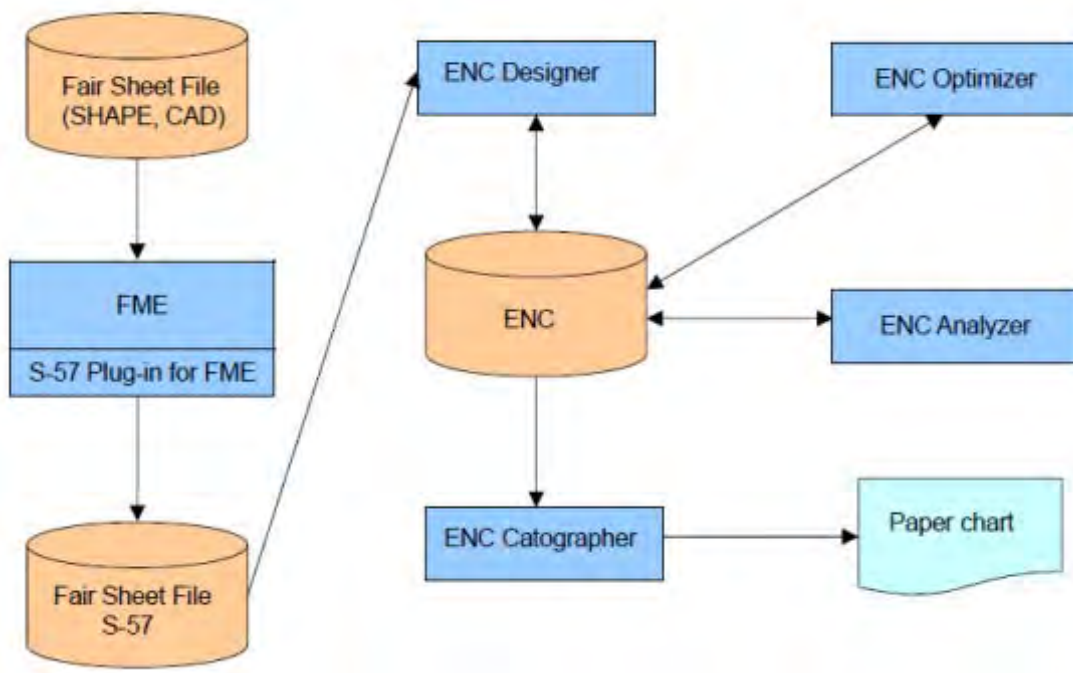 Fair Sheet File
(SHAPE, CAD)
FME
S-57 Plug-in for FME
Fair Sheet File
S-57
ENC Designer
ENC Optimizer
ENC
ENC Analyzer
ENC Catographer
Paper chart